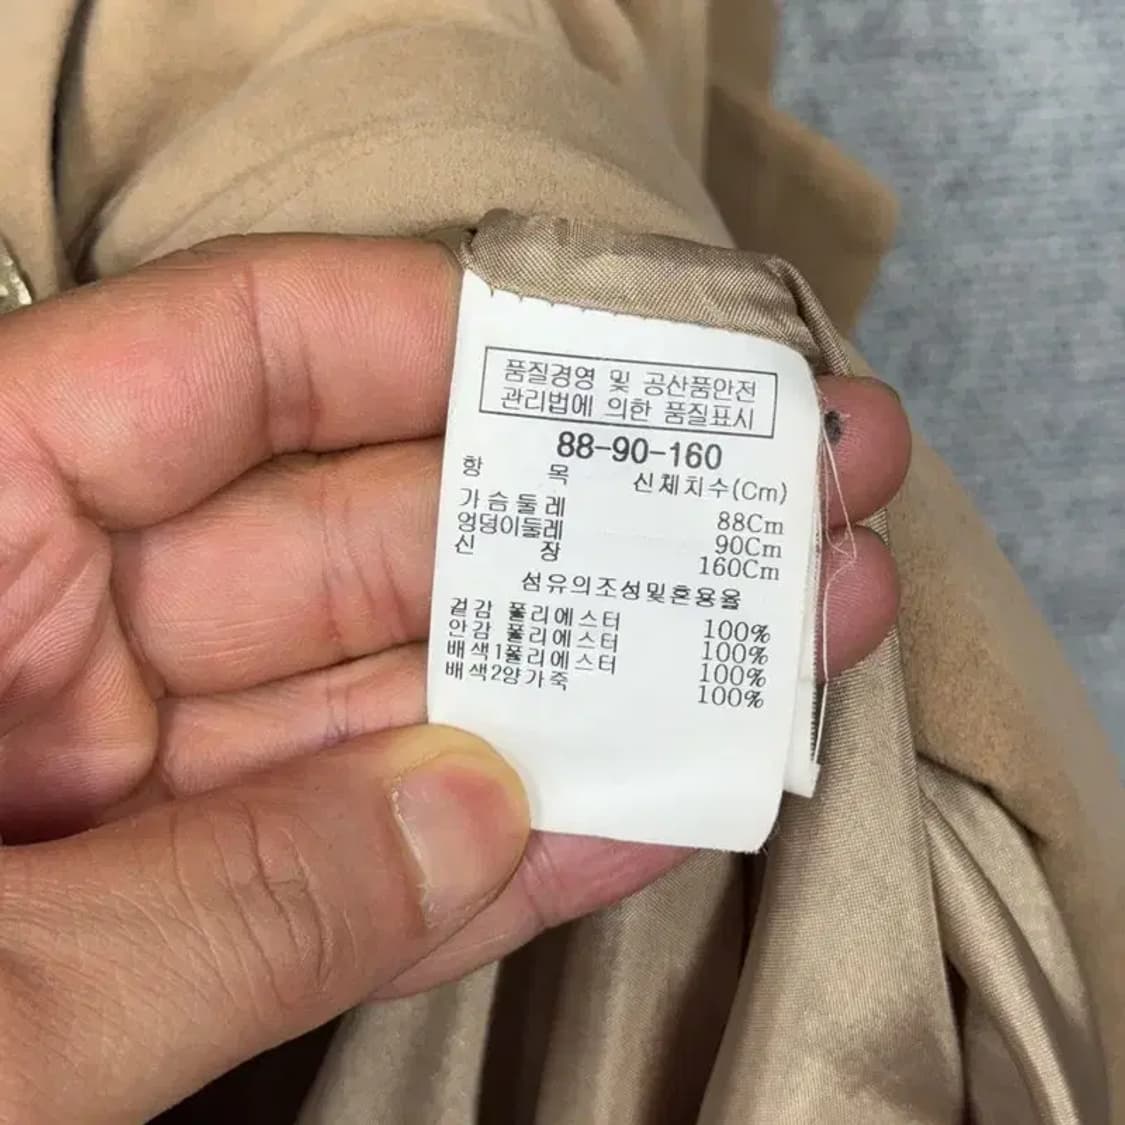 품질경영 및 공산품안전
관리법에 의한 품질표시
88-90-160
항 목 신체치수(Cm)
가슴둘레 88Cm
엉덩이둘레 90Cm
신 장 160Cm
섬유의조성및혼용율
겉감 폴리에스터 100%
안감 폴리에스터 100%
배색1폴리에스터 100%
배색2양가죽 100%